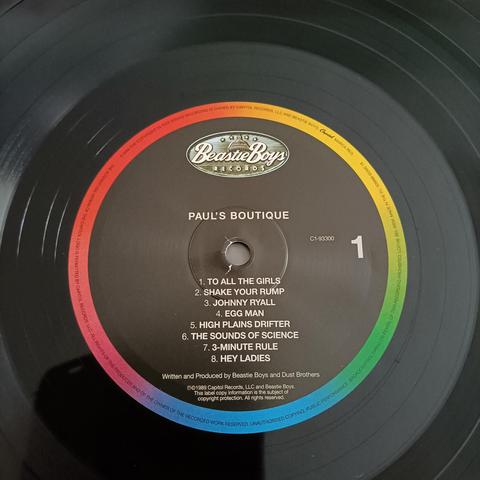 Beastie Boys
RECORDS
PAUL'S BOUTIQUE
C1-93300
1
1. TO ALL THE GIRLS
2. SHAKE YOUR RUMP
3. JOHNNY RYALL
4. EGG MAN
5. HIGH PLAINS DRIFTER
6. THE SOUNDS OF SCIENCE
7. 3-MINUTE RULE
8. HEY LADIES
Written and Produced by Beastie Boys and Dust Brothers
©1989 Capitol Records, LLC and Beastie Boys.
This label copy information is the subject of
copyright protection. All rights reserved.